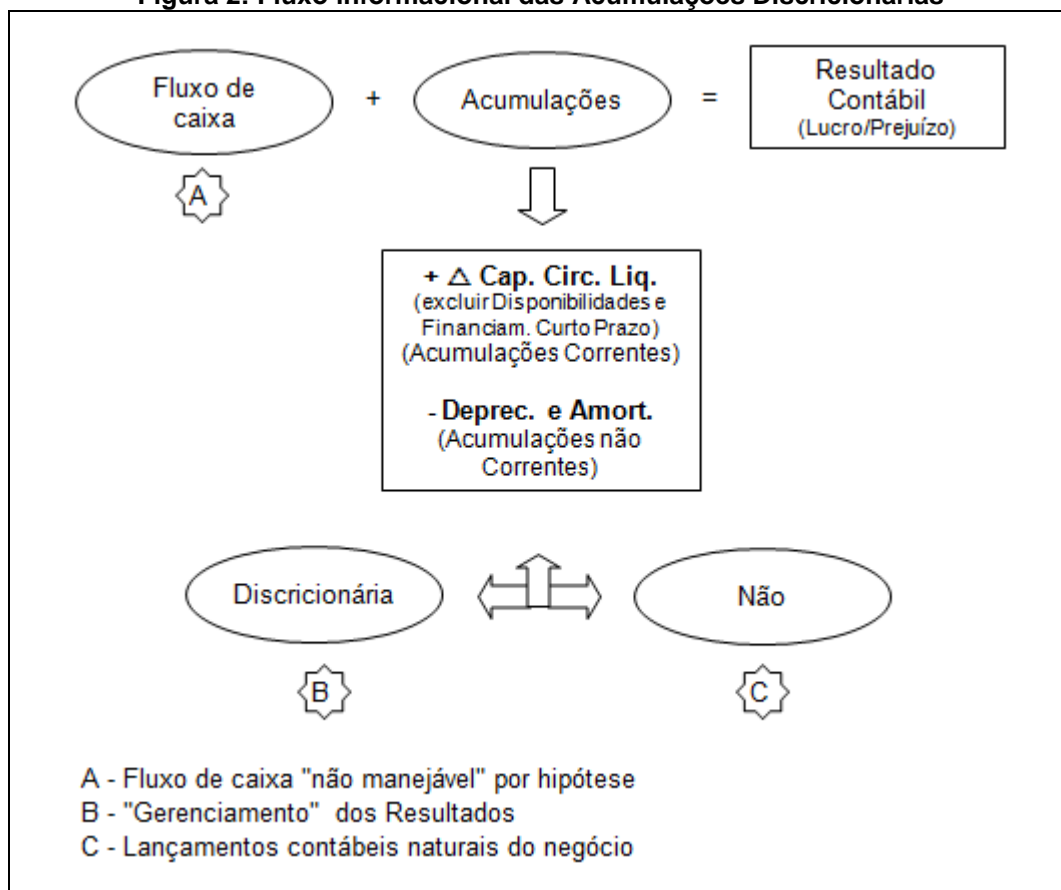 Figura 2: Fluxo Informacional das Acumulações Discricionárias
Fluxo de
caixa
+
Acumulações
=
Resultado
Contábil
(Lucro/Prejuízo)
A
+ △ Cap. Circ. Liq.
(excluir Disponibilidades e
Financiam. Curto Prazo)
(Acumulações Correntes)
- Deprec. e Amort.
(Acumulações não
Correntes)
Discricionária
Não
B
C
A - Fluxo de caixa "não manejável" por hipótese
B - "Gerenciamento" dos Resultados
C - Lançamentos contábeis naturais do negócio